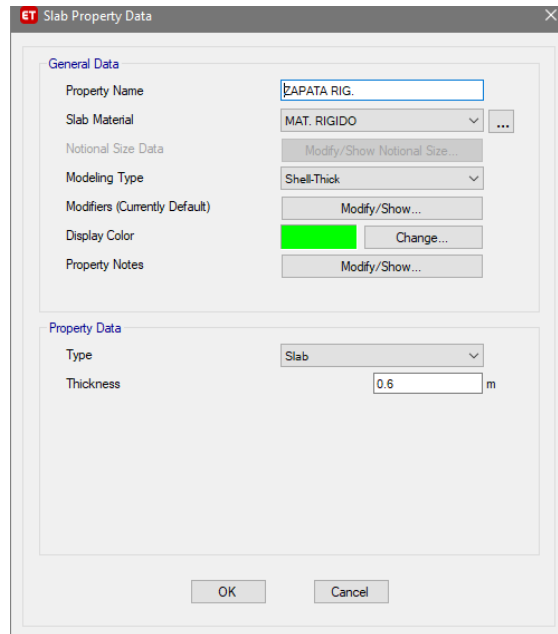 ET Slab Property Data
General Data
Property Name ZAPATA RIG.
Slab Material MAT. RIGIDO ...
Notional Size Data Modify/Show Notional Size...
Modeling Type Shell-Thick
Modifiers (Currently Default) Modify/Show...
Display Color Change...
Property Notes Modify/Show...
Property Data
Type Slab
Thickness 0.6 m
OK Cancel